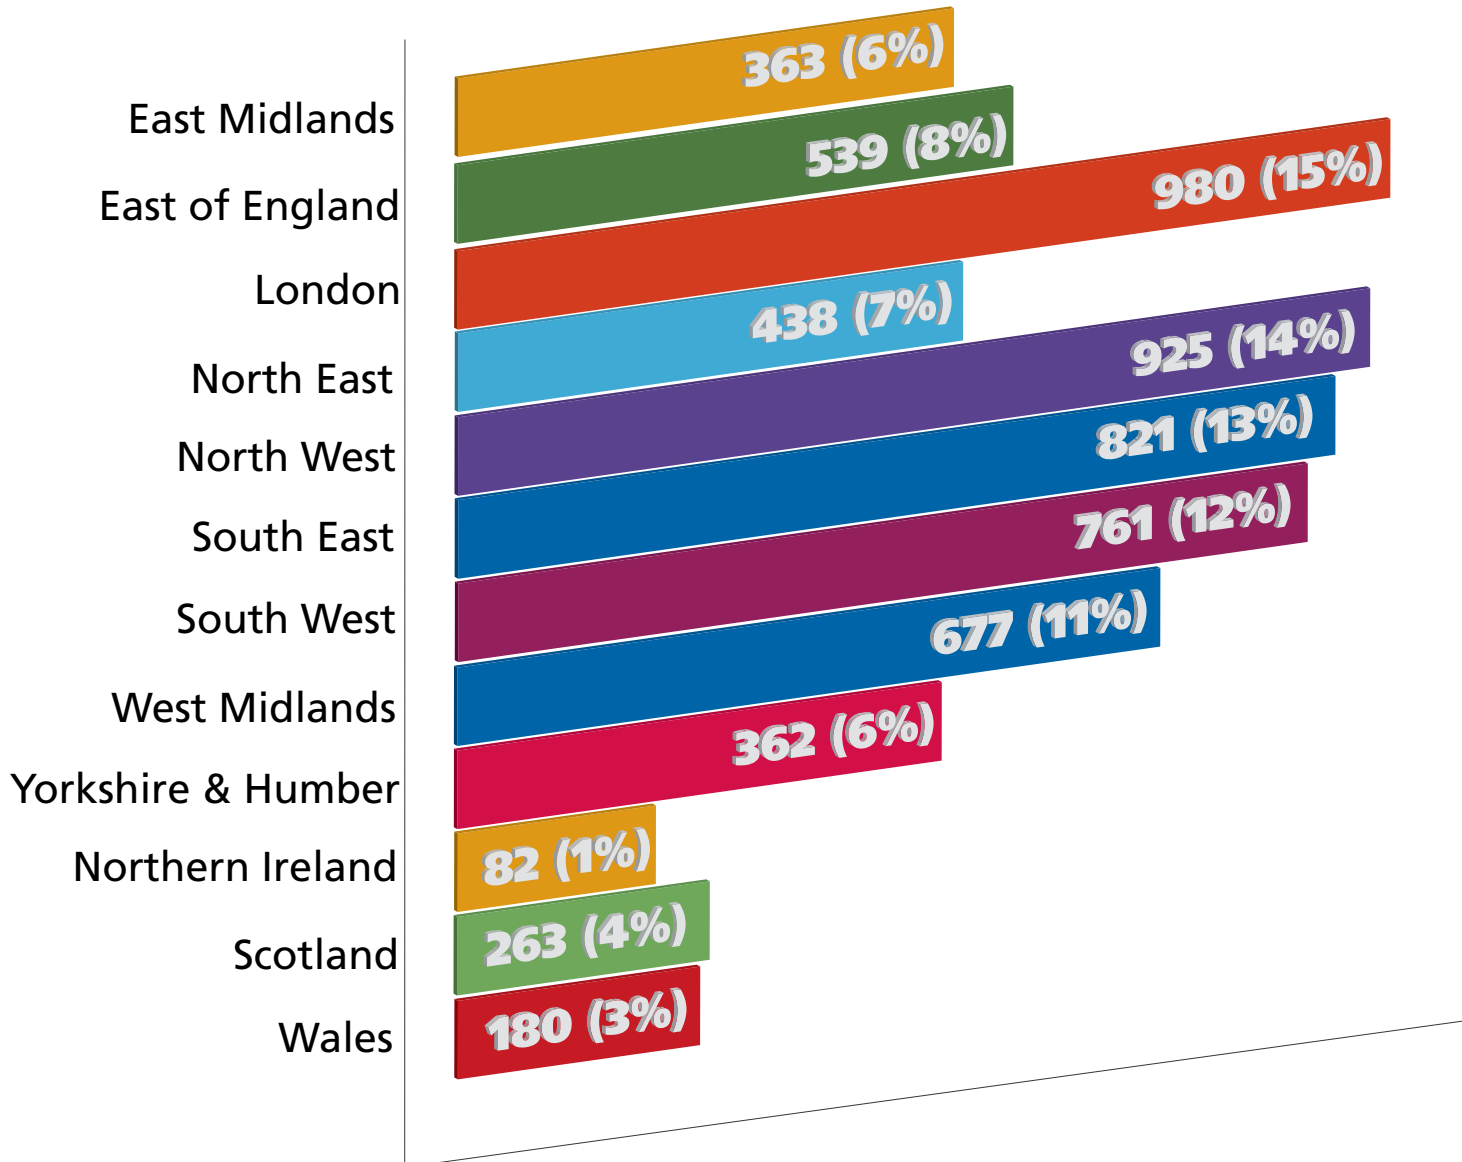 East Midlands 363 (6%)
East of England 539 (8%)
London 980 (15%)
North East 438 (7%)
North West 925 (14%)
South East 821 (13%)
South West 761 (12%)
West Midlands 677 (11%)
Yorkshire & Humber 362 (6%)
Northern Ireland 82 (1%)
Scotland 263 (4%)
Wales 180 (3%)